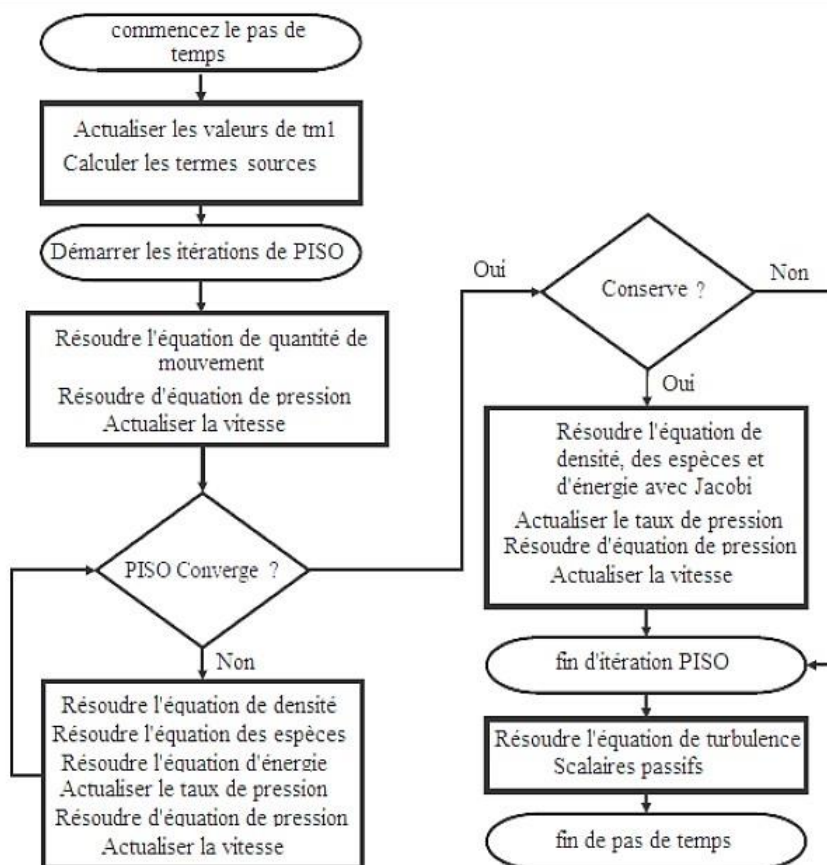 commencez le pas de
temps
Actualiser les valeurs de tm1
Calculer les termes sources
Démarrer les itérations de PISO
Résoudre l'équation de quantité de
mouvement
Résoudre d'équation de pression
Actualiser la vitesse
PISO Converge ?
Non
Résoudre l'équation de densité
Résoudre l'équation des espèces
Résoudre l'équation d'énergie
Actualiser le taux de pression
Résoudre d'équation de pression
Actualiser la vitesse
Oui
Conserve ?
Non
Oui
Résoudre l'équation de
densité, des espèces et
d'énergie avec Jacobi
Actualiser le taux de pression
Résoudre d'équation de pression
Actualiser la vitesse
fin d'itération PISO
Résoudre l'équation de turbulence
Scalaires passifs
fin de pas de temps